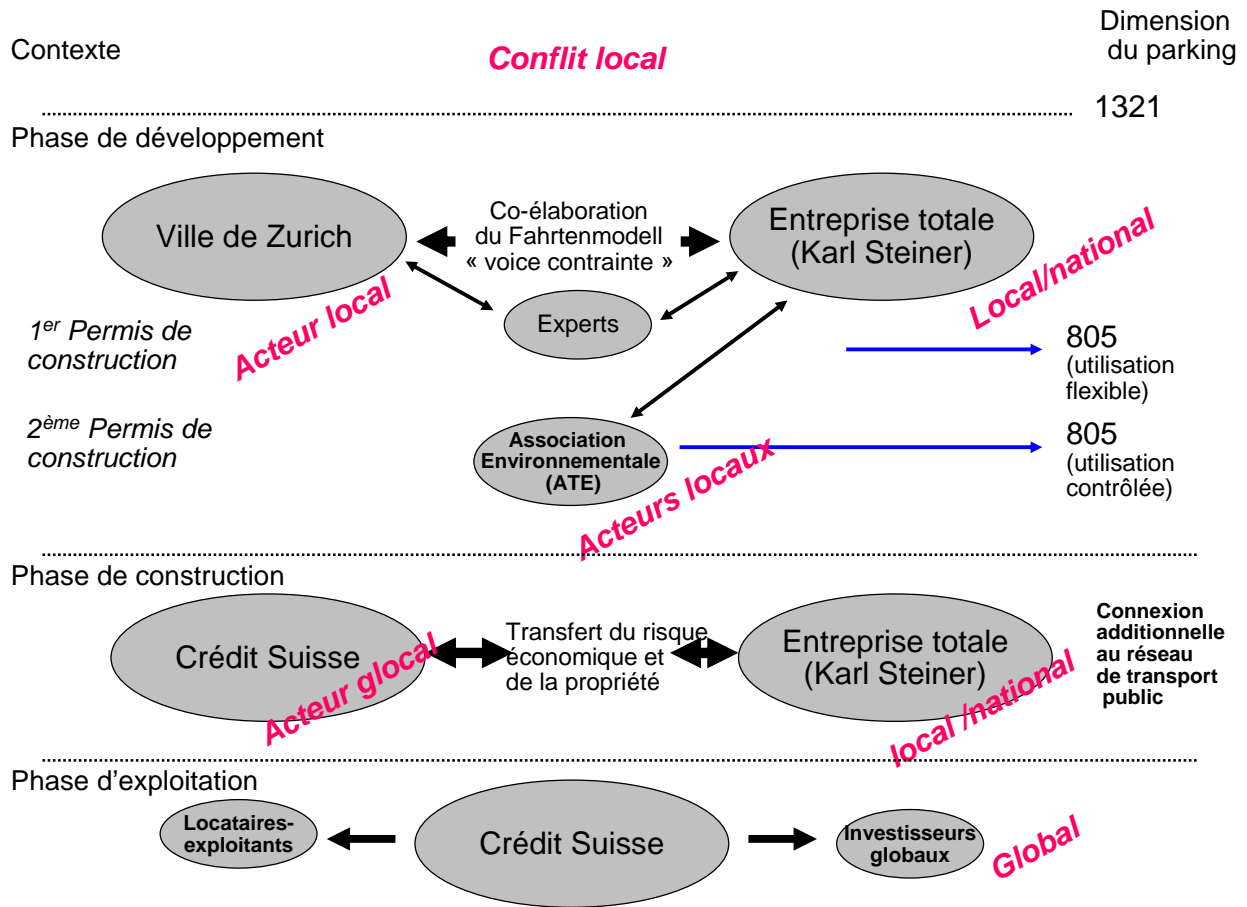 Contexte
Conflit local
Dimension
du parking
1321
Phase de développement
Ville de Zurich
Co-élaboration
du Fahrtenmodell
« voice contrainte »
Entreprise totale
(Karl Steiner)
Acteur local
Experts
Local/national
1er Permis de
construction
805
(utilisation
flexible)
2ème Permis de
construction
Association
Environnementale
(ATE)
Acteurs locaux
805
(utilisation
contrôlée)
Phase de construction
Crédit Suisse
Acteur glocal
Transfert du risque
économique et
de la propriété
Entreprise totale
(Karl Steiner)
local /national
Connexion
additionnelle
au réseau
de transport
public
Phase d'exploitation
Locataires-
exploitants
Crédit Suisse
Investisseurs
globaux
Global